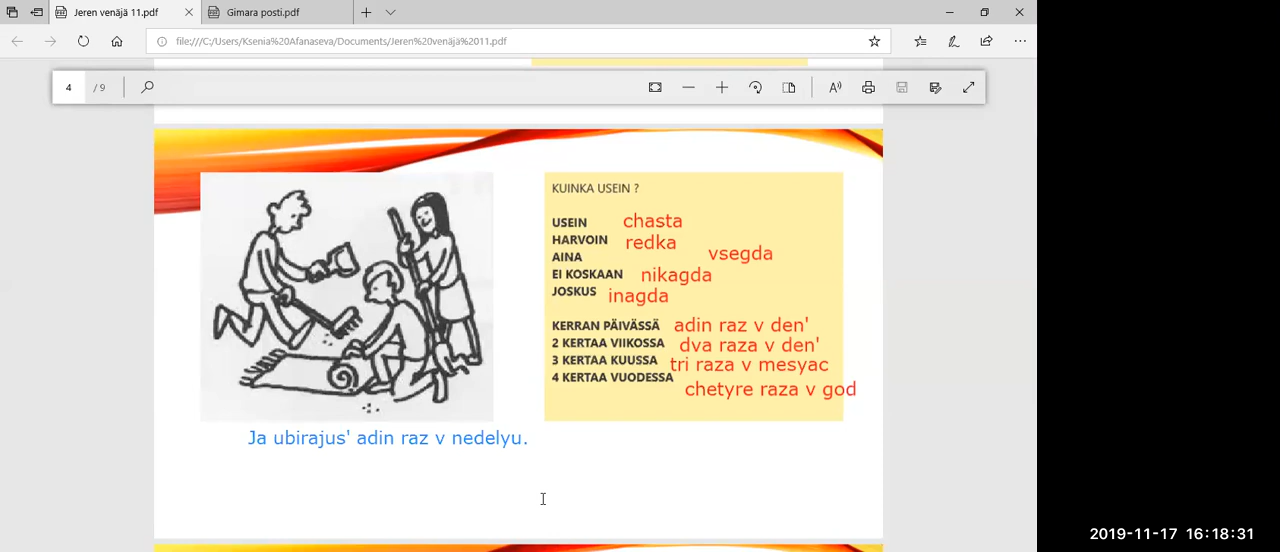 Jeren venäjä 11.pdf
Gimara posti.pdf
file:///C:/Users/Ksenia%20Afanaseva/Documents/Jeren%20venäjä%2011.pdf
4 / 9
KUINKA USEIN ?
USEIN chasta
HARVOIN redka
AINA vsegda
EI KOSKAAN nikagda
JOSKUS inagda
KERRAN PÄIVÄSSÄ adin raz v den'
2 KERTAA VIIKOSSA dva raza v den'
3 KERTAA KUUSSA tri raza v mesyac
4 KERTAA VUODESSA chetyre raza v god
Ja ubirajus' adin raz v nedelyu.
2019-11-17 16:18:31